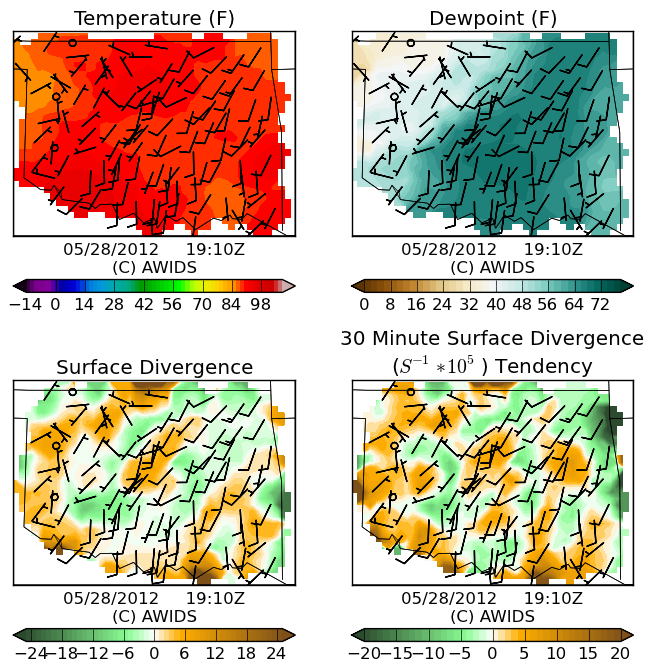 Temperature (F)
Dewpoint (F)
05/28/2012 19:10Z
(C) AWIDS
05/28/2012 19:10Z
(C) AWIDS
−14 0 14 28 42 56 70 84 98
0 8 16 24 32 40 48 56 64 72
Surface Divergence
30 Minute Surface Divergence
(S⁻¹ *10⁵ ) Tendency
05/28/2012 19:10Z
(C) AWIDS
05/28/2012 19:10Z
(C) AWIDS
−24 −18 −12 −6 0 6 12 18 24
−20 −15 −10 −5 0 5 10 15 20